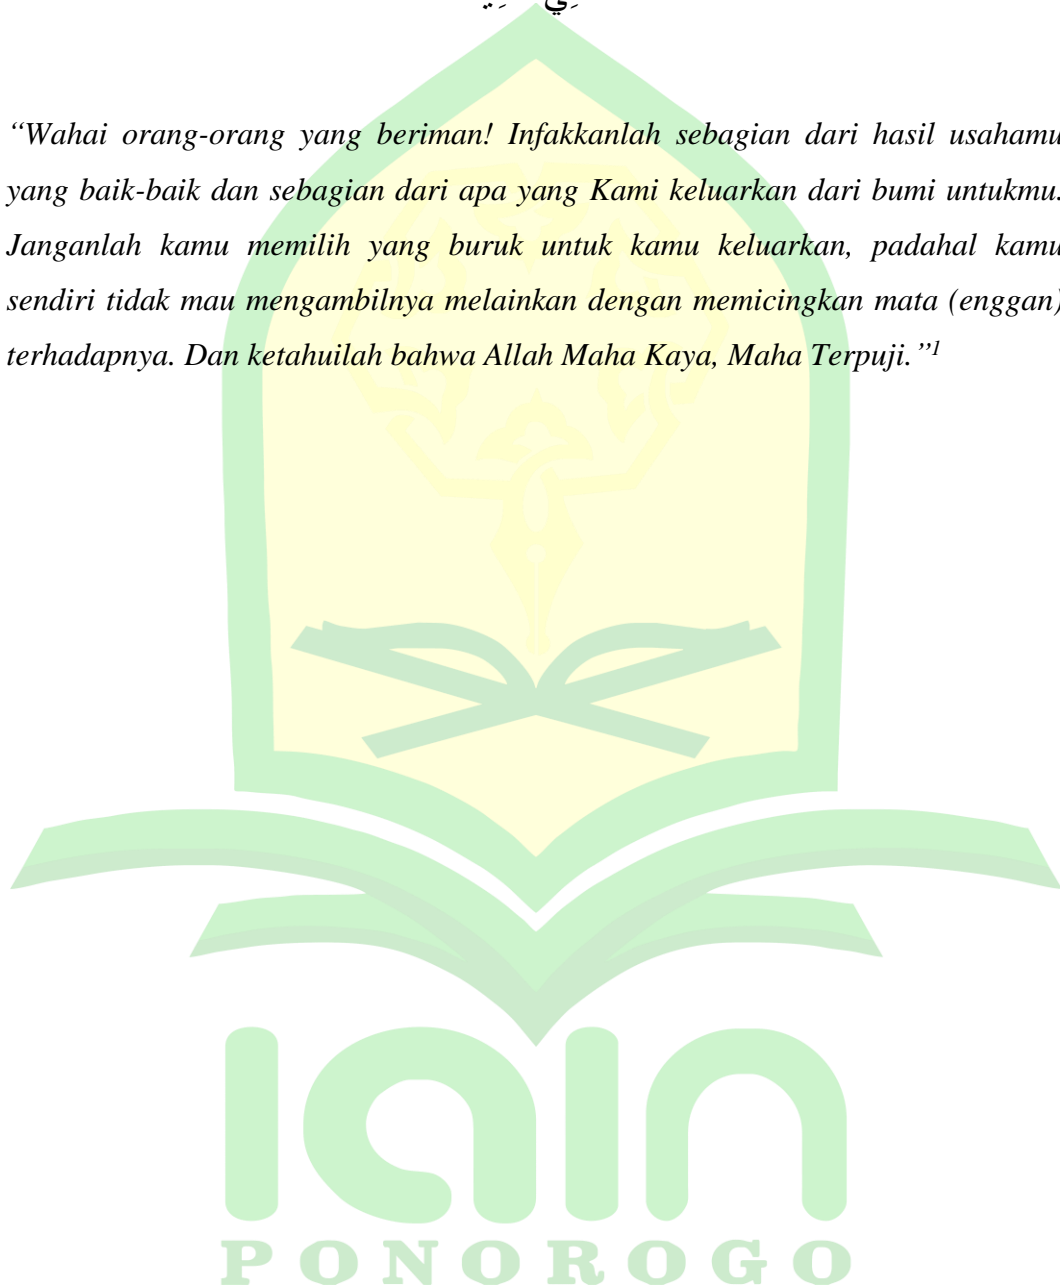 “Wahai orang-orang yang beriman! Infakkanlah sebagian dari hasil usahamu
yang baik-baik dan sebagian dari apa yang Kami keluarkan dari bumi untukmu.
Janganlah kamu memilih yang buruk untuk kamu keluarkan, padahal kamu
sendiri tidak mau mengambilnya melainkan dengan memicingkan mata (enggan)
terhadapnya. Dan ketahuilah bahwa Allah Maha Kaya, Maha Terpuji.”1
IAIN
PONOROGO